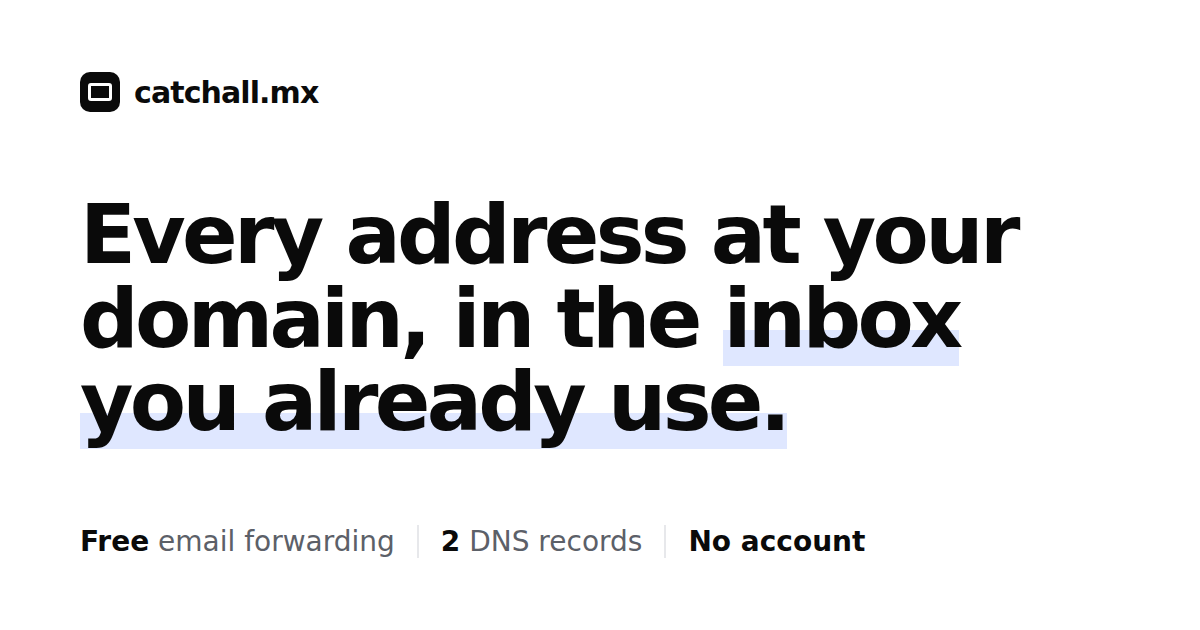 catchall.mx
Every address at your
domain, in the inbox
you already use.
Free email forwarding
2 DNS records
No account